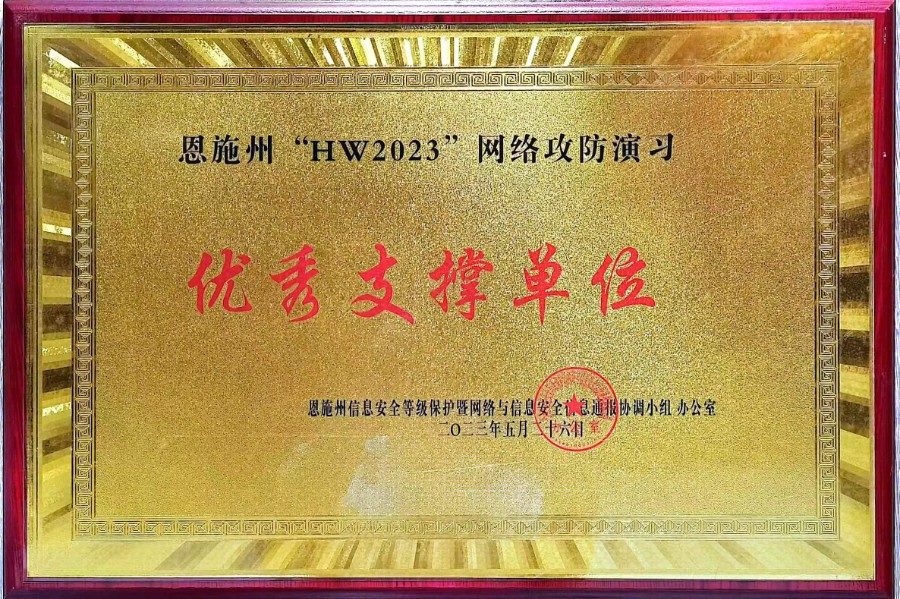 恩施州“HW2023”网络攻防演习
优秀支撑单位
恩施州信息安全等级保护暨网络与信息安全信息通报协调小组 办公室
二〇二三年五月二十六日